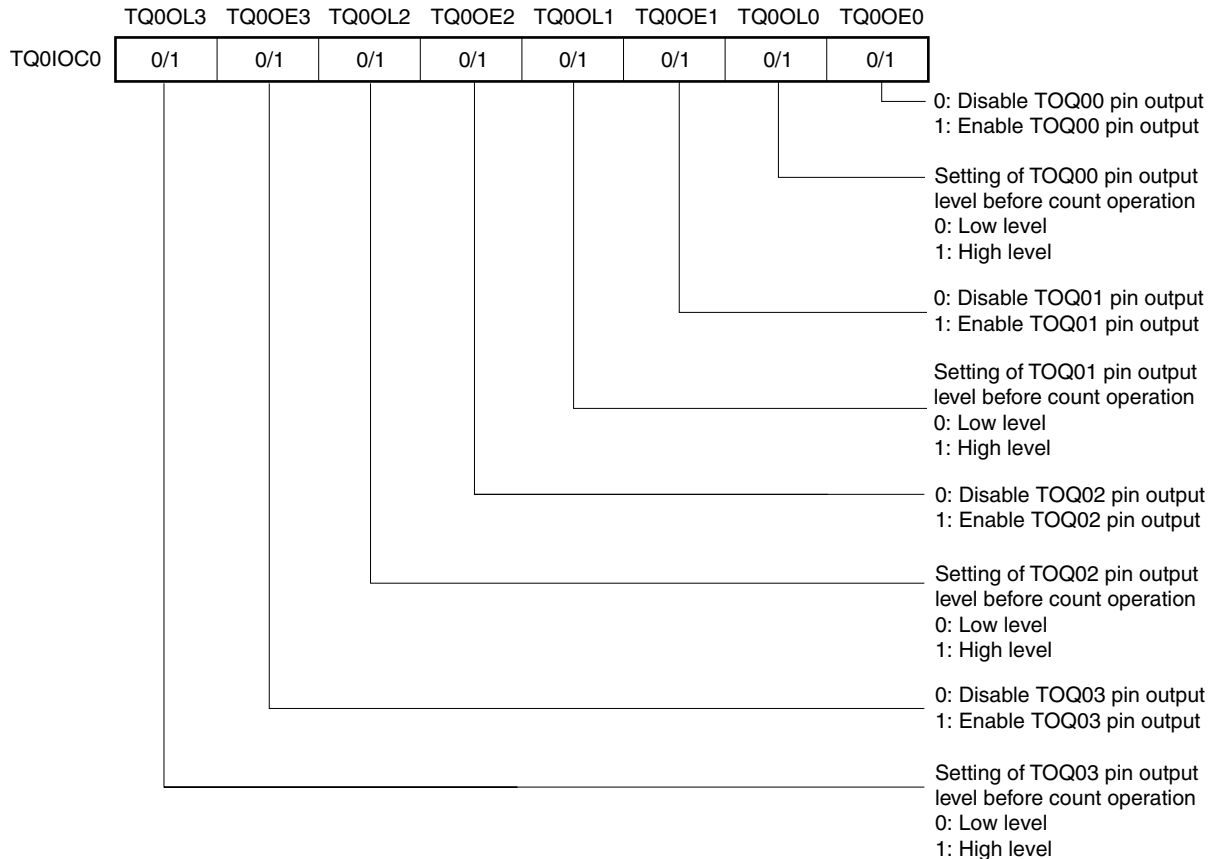 TQ0OL3 TQ0OE3 TQ0OL2 TQ0OE2 TQ0OL1 TQ0OE1 TQ0OL0 TQ0OE0
TQ0IOC0 0/1 0/1 0/1 0/1 0/1 0/1 0/1 0/1
0: Disable TOQ00 pin output
1: Enable TOQ00 pin output
Setting of TOQ00 pin output
level before count operation
0: Low level
1: High level
0: Disable TOQ01 pin output
1: Enable TOQ01 pin output
Setting of TOQ01 pin output
level before count operation
0: Low level
1: High level
0: Disable TOQ02 pin output
1: Enable TOQ02 pin output
Setting of TOQ02 pin output
level before count operation
0: Low level
1: High level
0: Disable TOQ03 pin output
1: Enable TOQ03 pin output
Setting of TOQ03 pin output
level before count operation
0: Low level
1: High level